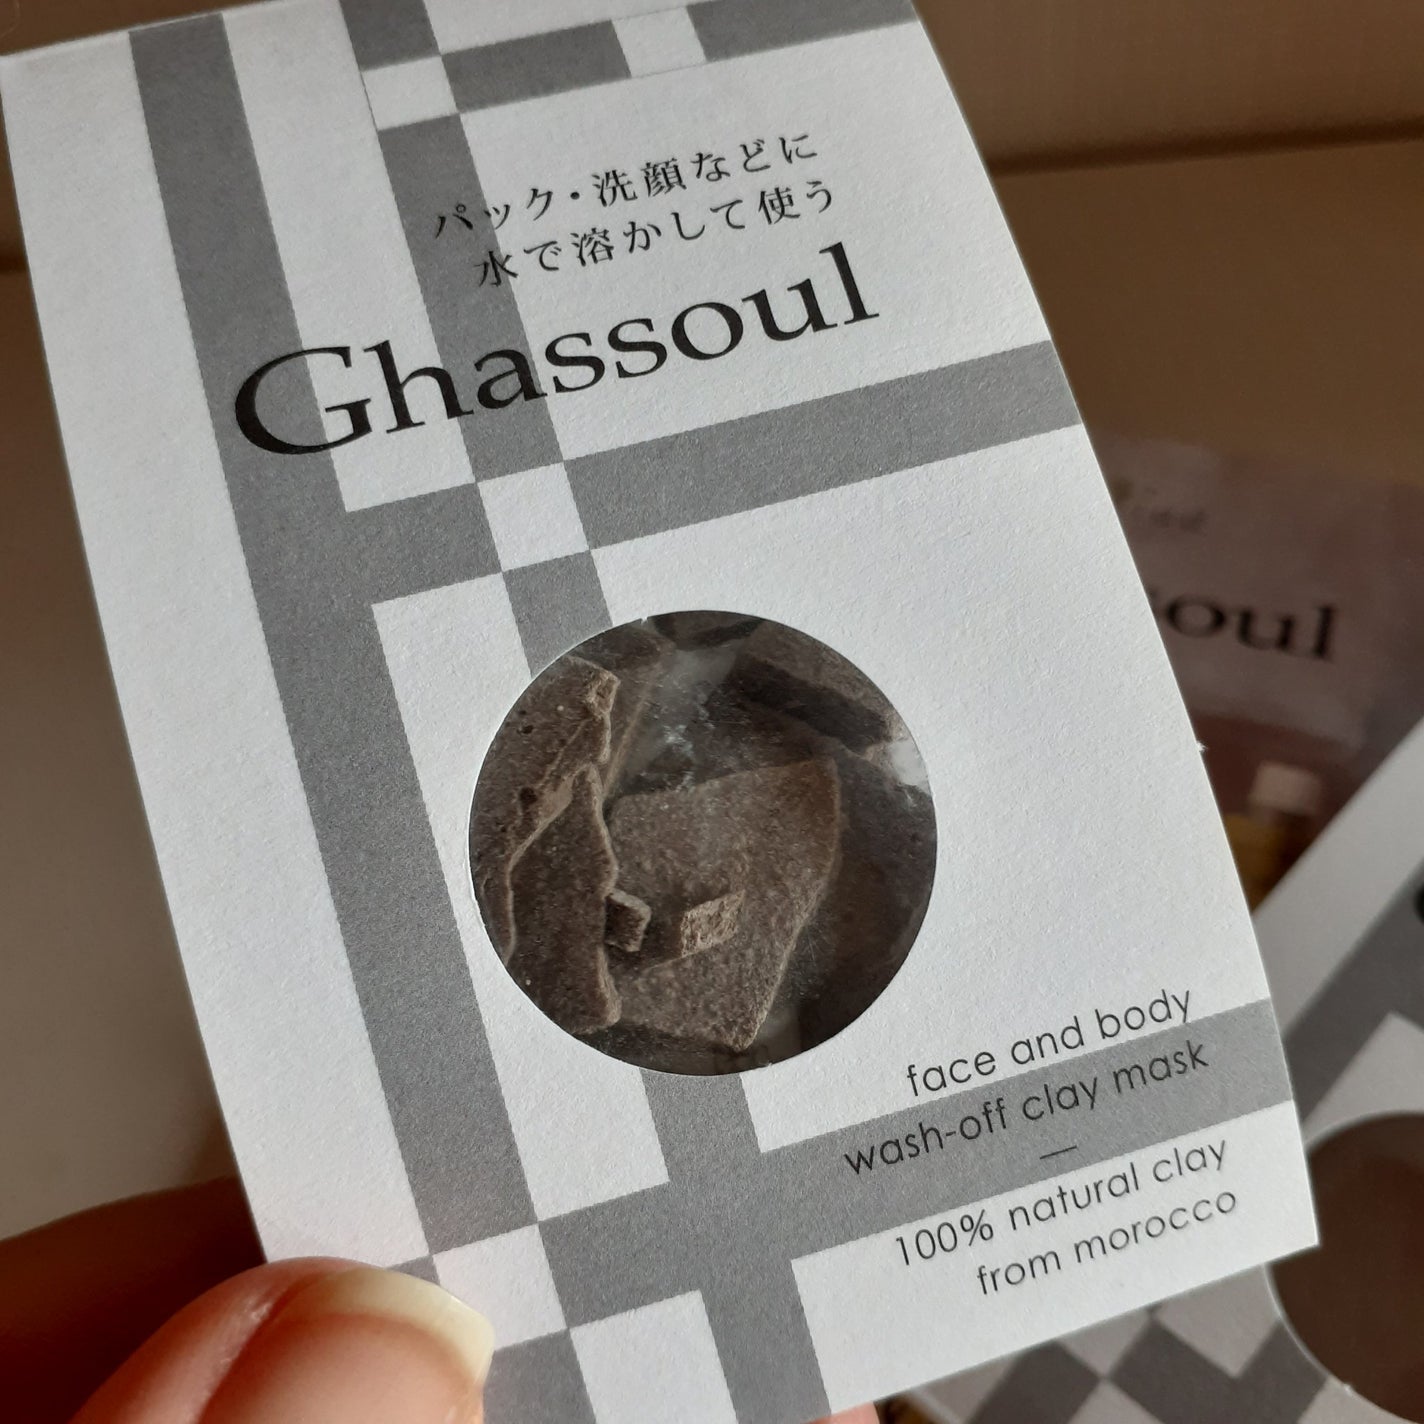 パック・洗顔などに
水で溶かして使う
Ghassoul
face and body
wash-off clay mask
—
100% natural clay
from morocco
soul